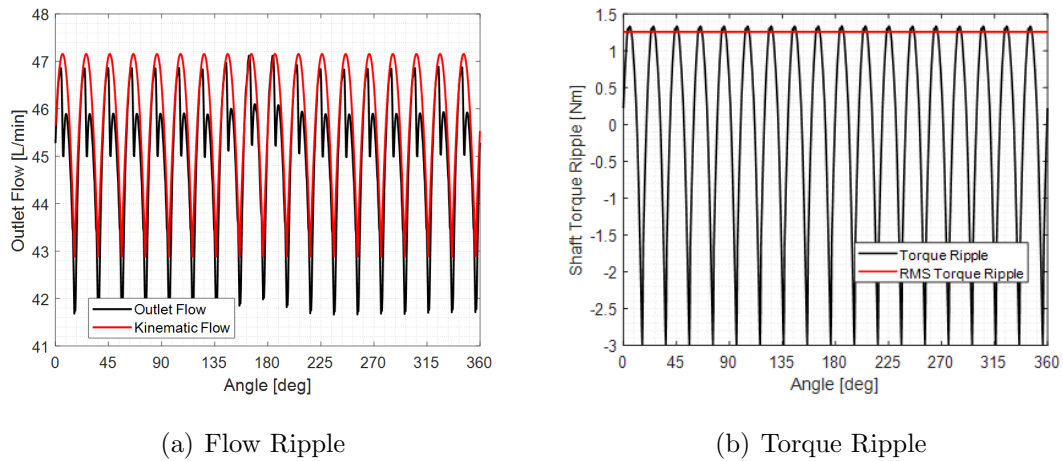 48
47
46
45
44
43
42
41
Outlet Flow [L/min]
Outlet Flow
Kinematic Flow
0 45 90 135 180 225 270 315 360
Angle [deg]
(a) Flow Ripple
1.5
1
0.5
0
-0.5
-1
-1.5
-2
-2.5
-3
Shaft Torque Ripple [Nm]
Torque Ripple
RMS Torque Ripple
0 45 90 135 180 225 270 315 360
Angle [deg]
(b) Torque Ripple